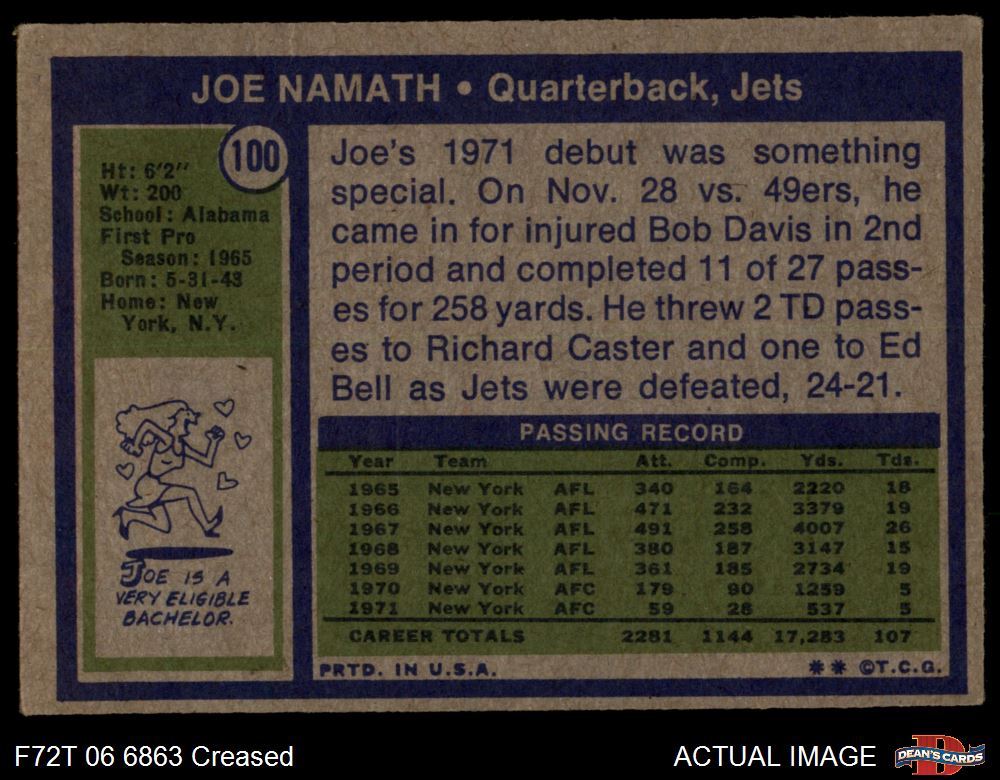 JOE NAMATH • Quarterback, Jets
100
Ht: 6'2"
Wt: 200
School: Alabama
First Pro
Season: 1965
Born: 5-31-43
Home: New
York, N.Y.
JOE IS A
VERY ELIGIBLE
BACHELOR.
Joe's 1971 debut was something
special. On Nov. 28 vs. 49ers, he
came in for injured Bob Davis in 2nd
period and completed 11 of 27 pass-
es for 258 yards. He threw 2 TD pass-
es to Richard Caster and one to Ed
Bell as Jets were defeated, 24-21.
PASSING RECORD
Year Team Att. Comp. Yds. Tds.
1965 New York AFL 340 164 2220 18
1966 New York AFL 471 232 3379 19
1967 New York AFL 491 258 4007 26
1968 New York AFL 380 187 3147 15
1969 New York AFL 361 185 2734 19
1970 New York AFC 179 90 1259 5
1971 New York AFC 59 28 537 5
CAREER TOTALS 2281 1144 17,283 107
PRTD. IN U.S.A. ** ©T.C.G.
F72T 06 6863 Creased ACTUAL IMAGE DEAN'S CARDS